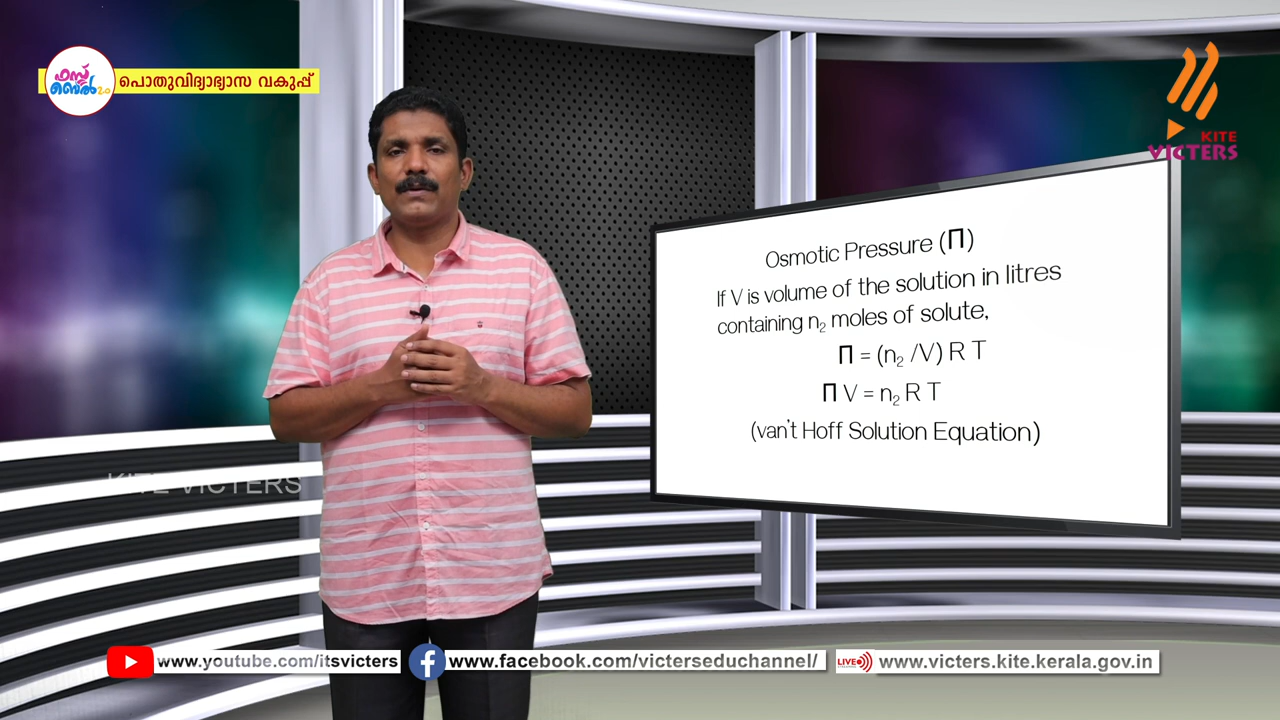 ഫസ്റ്റ്
ബെൽ 2.0
പൊതുവിദ്യാഭ്യാസ വകുപ്പ്
KITE
VICTERS
Osmotic Pressure (Π)
If V is volume of the solution in litres
containing n₂ moles of solute,
Π = (n₂ /V) R T
Π V = n₂ R T
(van't Hoff Solution Equation)
KITE VICTERS
www.youtube.com/itsvicters
www.facebook.com/victerseduchannel/
LIVE
www.victers.kite.kerala.gov.in